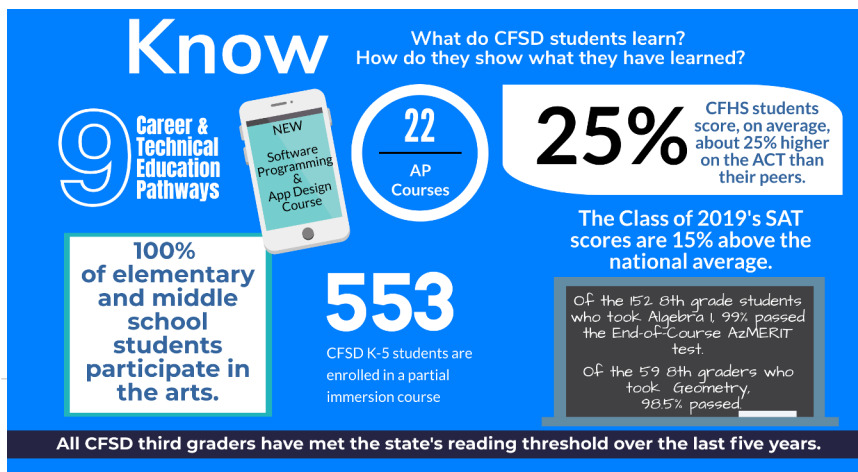 Know
What do CFSD students learn?
How do they show what they have learned?
9
Career &
Technical
Education
Pathways
NEW
Software
Programming
&
App Design
Course
22
AP
Courses
25%
CFHS students
score, on average,
about 25% higher
on the ACT than
their peers.
The Class of 2019's SAT
scores are 15% above the
national average.
100%
of elementary
and middle
school
students
participate in
the arts.
553
CFSD K-5 students are
enrolled in a partial
immersion course
Of the 152 8th grade students
who took Algebra 1, 99% passed
the End-of-Course AzMERIT
test.
Of the 59 8th graders who
took Geometry,
98.5% passed.
All CFSD third graders have met the state's reading threshold over the last five years.